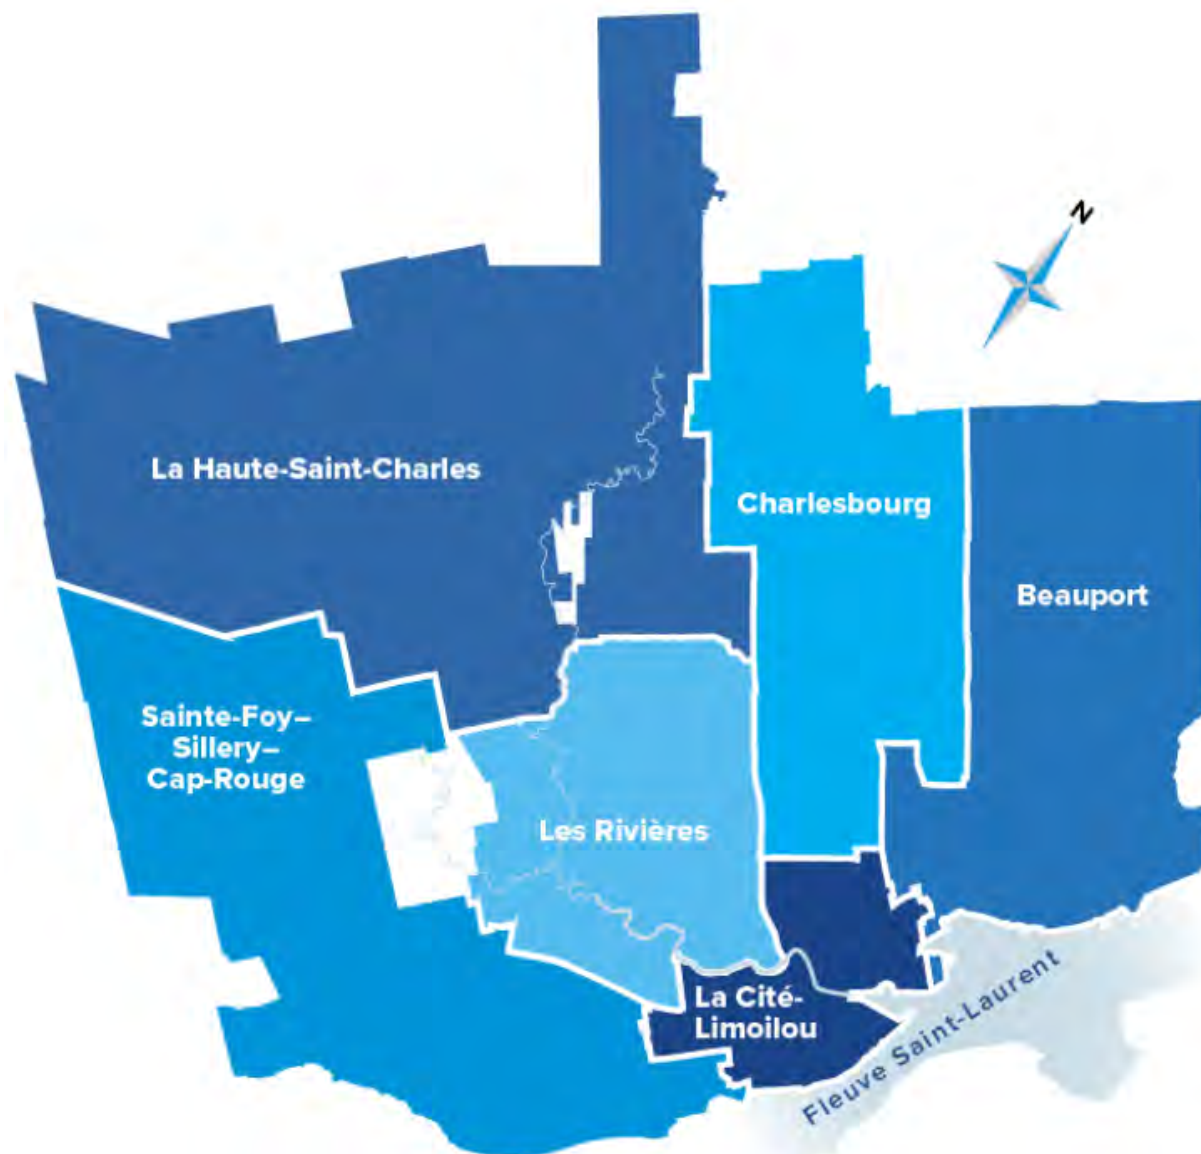 N
La Haute-Saint-Charles
Charlesbourg
Beauport
Sainte-Foy–
Sillery–
Cap-Rouge
Les Rivières
La Cité-
Limoilou
Fleuve Saint-Laurent